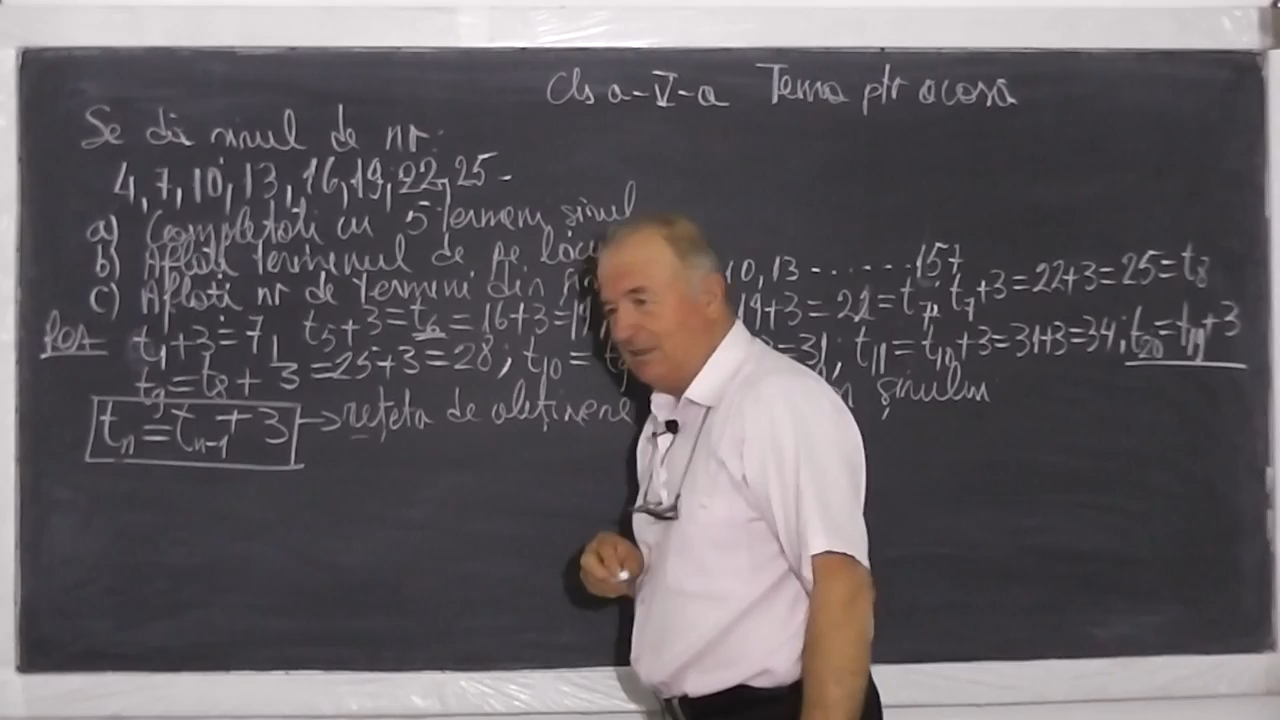 Cls a-V-a Tema ptr acasă
Se dă șirul de nr:
4, 7, 10, 13, 16, 19, 22, 25-
a) Completați cu 5 termeni șirul
b) Aflați termenul de pe locu
c) Aflați nr de termeni din 10, 13 ...... 157
t1+3=7, t5+3=t6=16+3=19 19+3=22=t7, t7+3=22+3=25=t8
t9=t8+3=25+3=28; t10= =31; t11=t10+3=31+3=34; t20=t19+3
tn=tn-1+3 → rețeta de obținere șirului